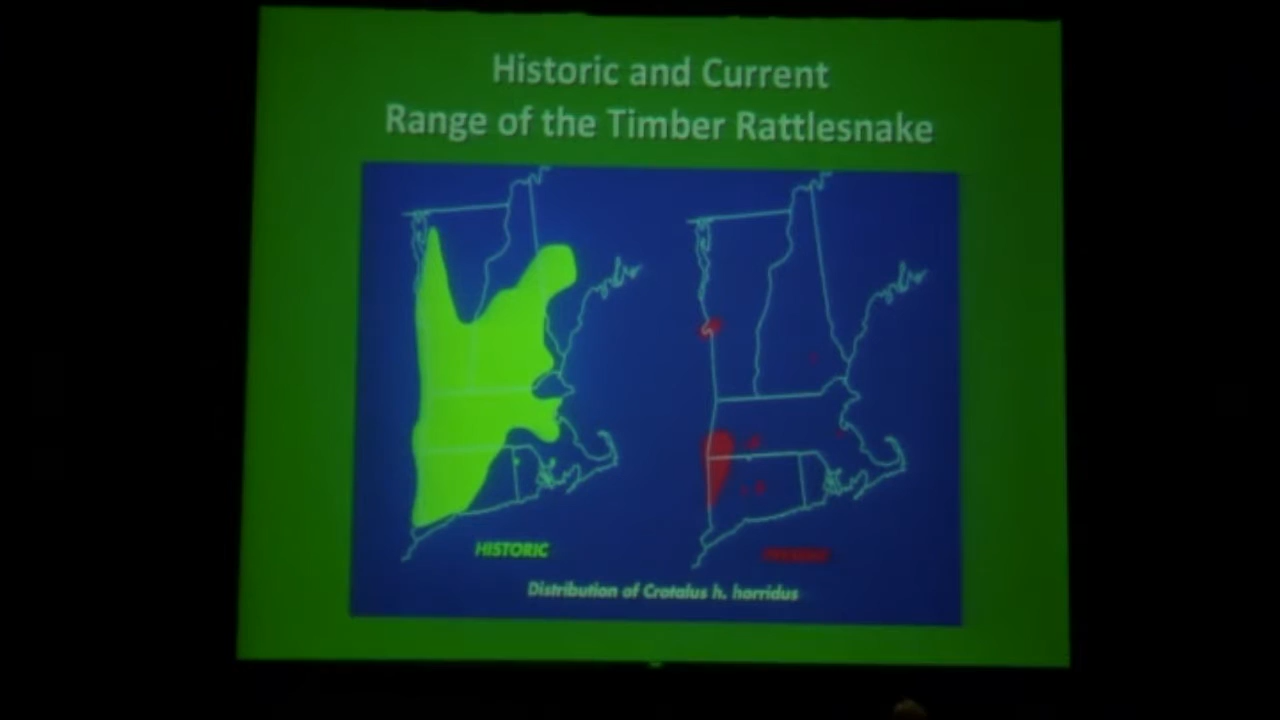 Historic and Current
Range of the Timber Rattlesnake
HISTORIC
Distribution of Crotalus h. horridus